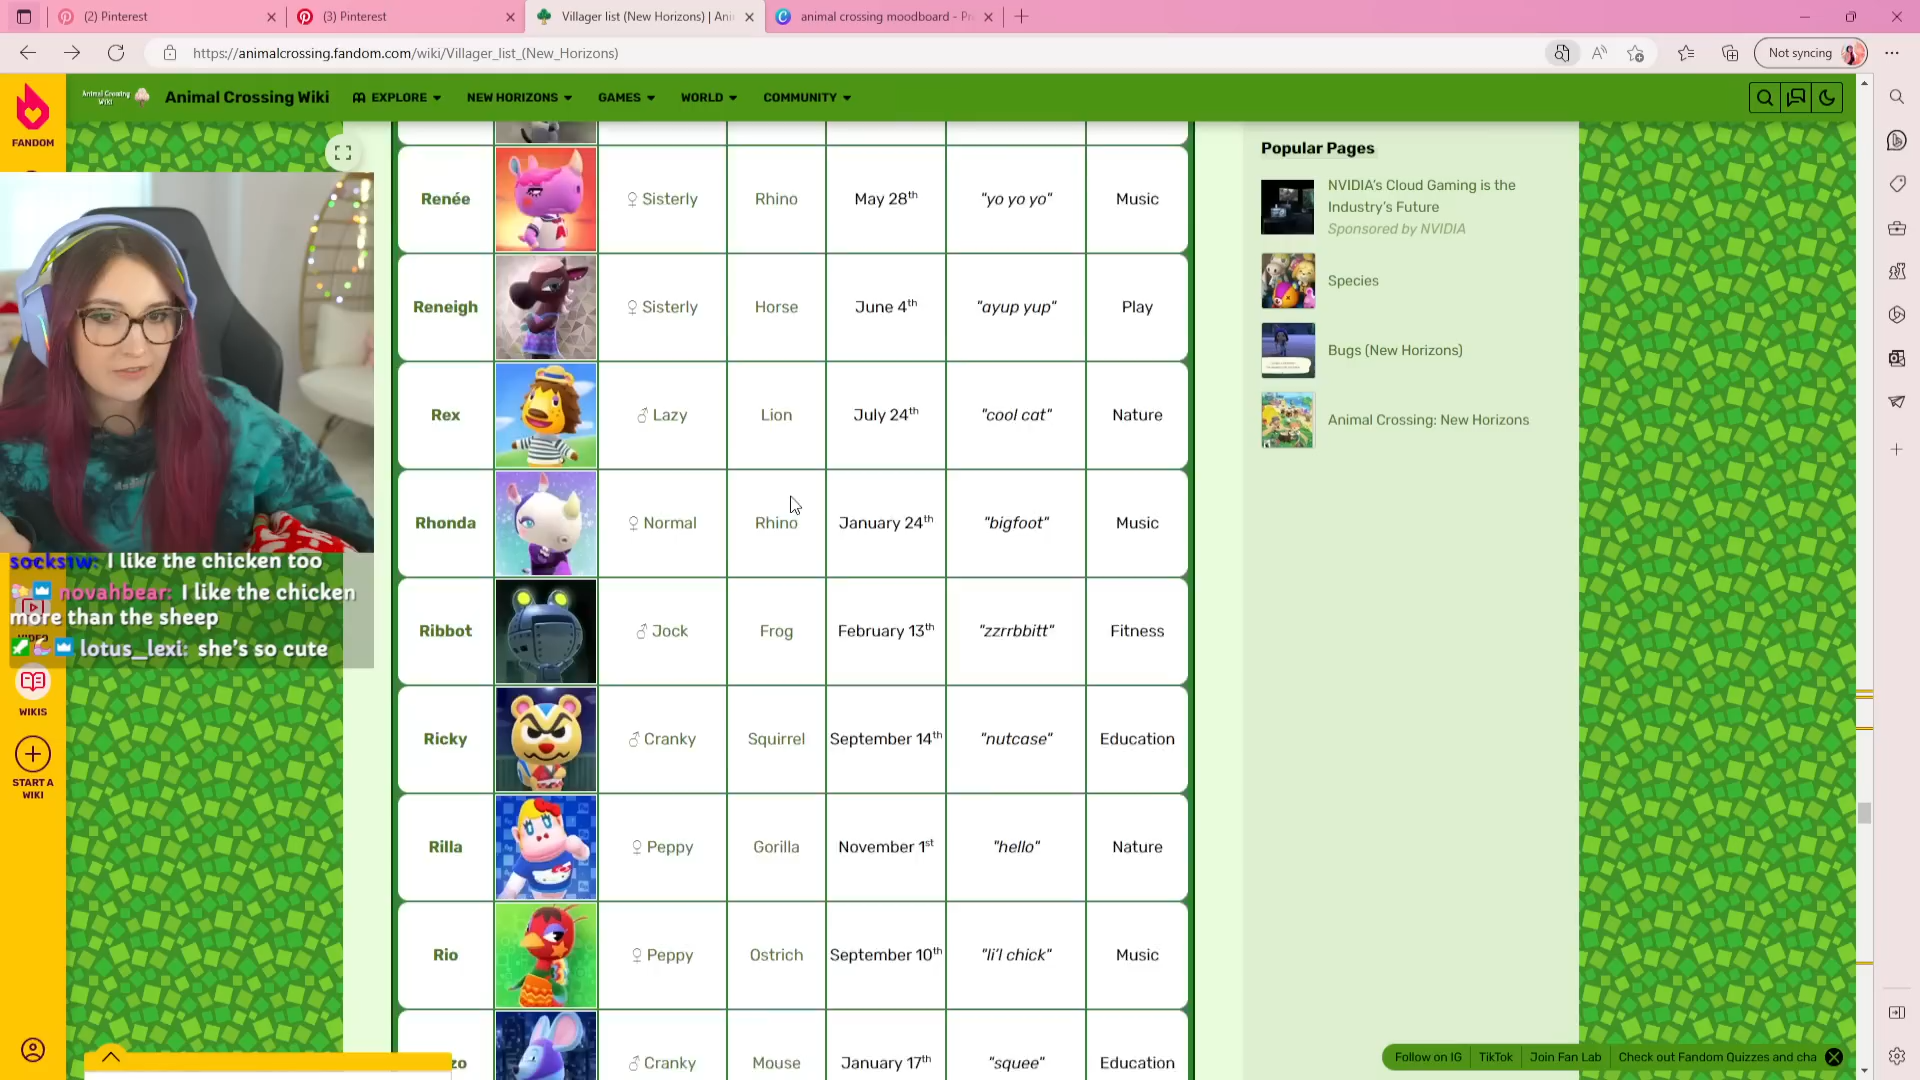 (2) Pinterest
(3) Pinterest
Villager list (New Horizons) | Ani
animal crossing moodboard - Pr
https://animalcrossing.fandom.com/wiki/Villager_list_(New_Horizons)
Not syncing
FANDOM
Animal Crossing Wiki
Animal Crossing Wiki
EXPLORE
NEW HORIZONS
GAMES
WORLD
COMMUNITY
Renée ♀ Sisterly Rhino May 28th "yo yo yo" Music
Reneigh ♀ Sisterly Horse June 4th "ayup yup" Play
Rex ♂ Lazy Lion July 24th "cool cat" Nature
Rhonda ♀ Normal Rhino January 24th "bigfoot" Music
Ribbot ♂ Jock Frog February 13th "zzrrbbitt" Fitness
Ricky ♂ Cranky Squirrel September 14th "nutcase" Education
Rilla ♀ Peppy Gorilla November 1st "hello" Nature
Rio ♀ Peppy Ostrich September 10th "li'l chick" Music
zo ♂ Cranky Mouse January 17th "squee" Education
Popular Pages
NVIDIA's Cloud Gaming is the
Industry's Future
Sponsored by NVIDIA
Species
Bugs (New Horizons)
Animal Crossing: New Horizons
sockstw: I like the chicken too
novahbear: I like the chicken
more than the sheep
lotus_lexi: she's so cute
WIKIS
START A
WIKI
Follow on IG
TikTok
Join Fan Lab
Check out Fandom Quizzes and cha